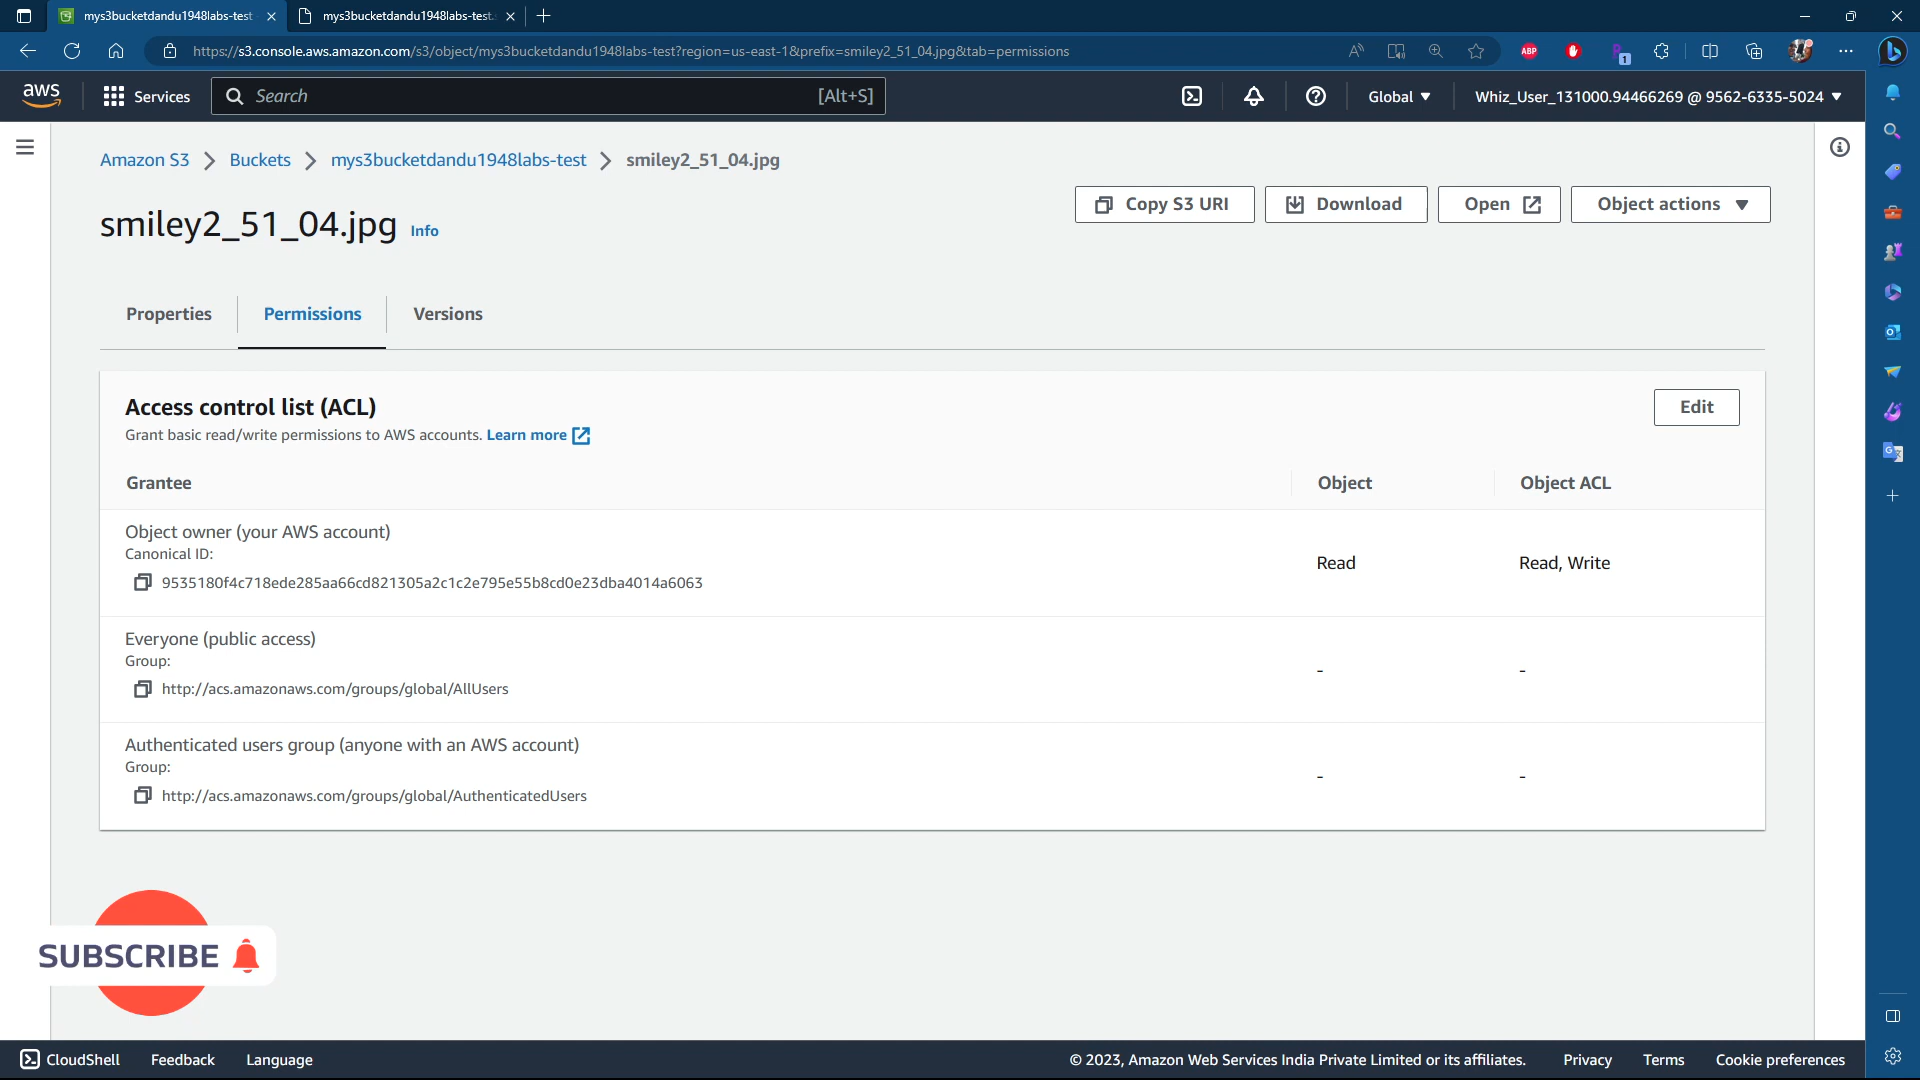 mys3bucketdandu1948labs-test
mys3bucketdandu1948labs-test.
https://s3.console.aws.amazon.com/s3/object/mys3bucketdandu1948labs-test?region=us-east-1&prefix=smiley2_51_04.jpg&tab=permissions
ABP
1
aws
Services
Search
[Alt+S]
Global
Whiz_User_131000.94466269 @ 9562-6335-5024
Amazon S3
Buckets
mys3bucketdandu1948labs-test
smiley2_51_04.jpg
smiley2_51_04.jpg
Info
Copy S3 URI
Download
Open
Object actions
Properties
Permissions
Versions
Access control list (ACL)
Edit
Grant basic read/write permissions to AWS accounts. Learn more
Grantee
Object
Object ACL
Object owner (your AWS account)
Canonical ID:
9535180f4c718ede285aa66cd821305a2c1c2e795e55b8cd0e23dba4014a6063
Read
Read, Write
Everyone (public access)
Group:
http://acs.amazonaws.com/groups/global/AllUsers
-
-
Authenticated users group (anyone with an AWS account)
Group:
http://acs.amazonaws.com/groups/global/AuthenticatedUsers
-
-
SUBSCRIBE
CloudShell
Feedback
Language
© 2023, Amazon Web Services India Private Limited or its affiliates.
Privacy
Terms
Cookie preferences